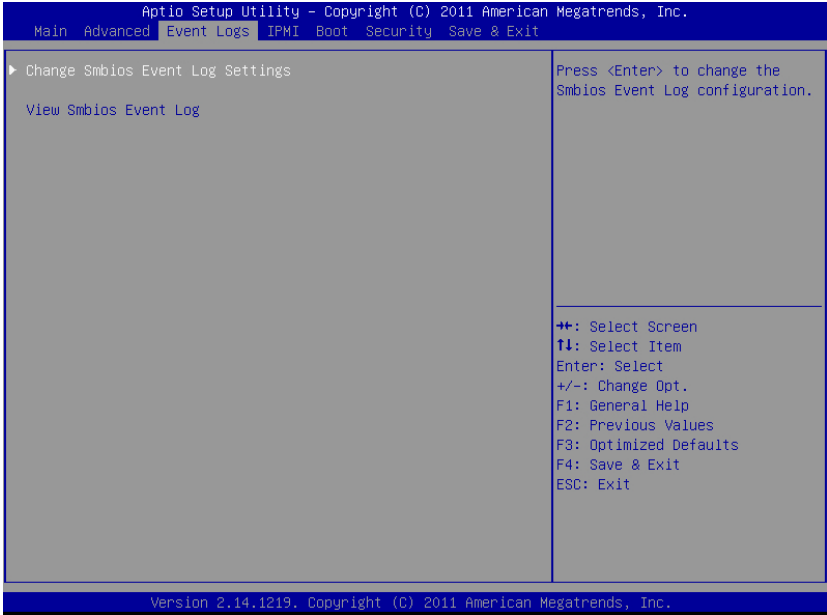 Aptio Setup Utility – Copyright (C) 2011 American Megatrends, Inc.
Main Advanced Event Logs IPMI Boot Security Save & Exit
Change Smbios Event Log Settings
View Smbios Event Log
Press <Enter> to change the
Smbios Event Log configuration.
→←: Select Screen
↑↓: Select Item
Enter: Select
+/-: Change Opt.
F1: General Help
F2: Previous Values
F3: Optimized Defaults
F4: Save & Exit
ESC: Exit
Version 2.14.1219. Copyright (C) 2011 American Megatrends, Inc.